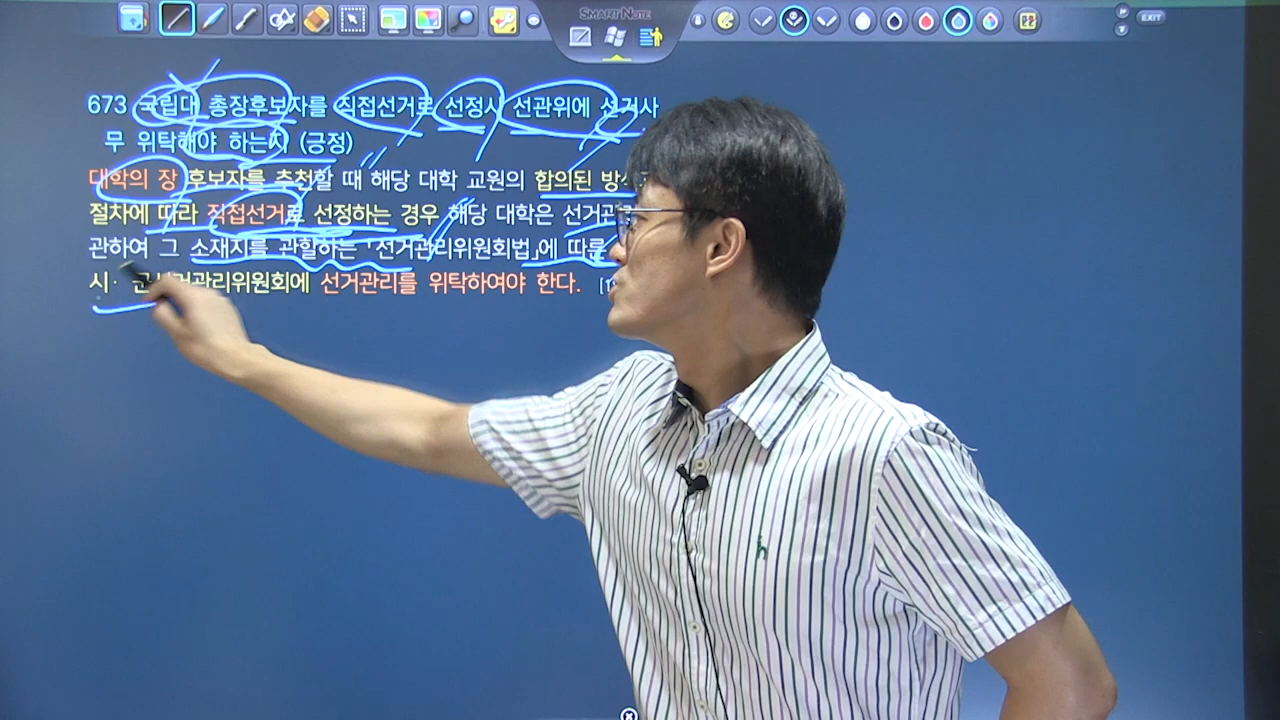 SMART NOTE
EXIT
673 국립대 총장후보자를 직접선거로 선정시 선관위에 선거사
무 위탁해야 하는지 (긍정)
대학의 장 후보자를 추천할 때 해당 대학 교원의 합의된 방식과
절차에 따라 직접선거로 선정하는 경우 해당 대학은 선거관
관하여 그 소재지를 관할하는 「선거관리위원회법」에 따른
시· 군선거관리위원회에 선거관리를 위탁하여야 한다.